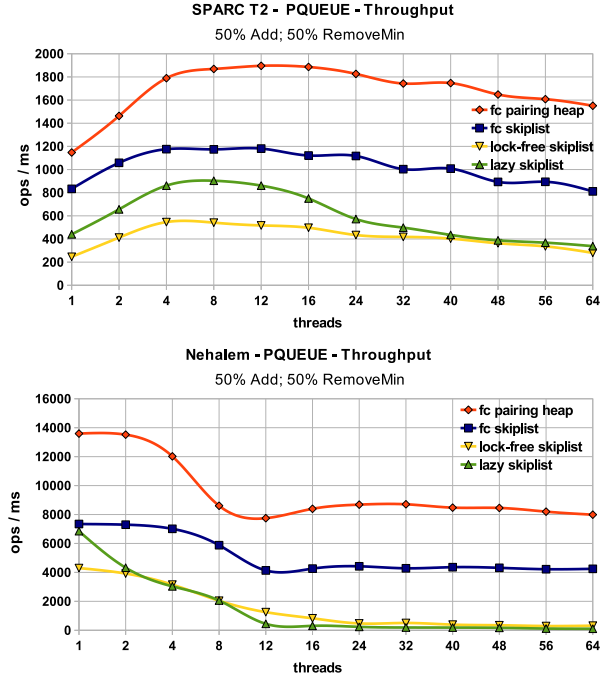 SPARC T2 - PQUEUE - Throughput
50% Add; 50% RemoveMin
2000
1800
1600
1400
1200
1000
800
600
400
200
0
ops / ms
fc pairing heap
fc skiplist
lock-free skiplist
lazy skiplist
1 2 4 8 12 16 24 32 40 48 56 64
threads
Nehalem - PQUEUE - Throughput
50% Add; 50% RemoveMin
16000
14000
12000
10000
8000
6000
4000
2000
0
ops / ms
fc pairing heap
fc skiplist
lock-free skiplist
lazy skiplist
1 2 4 8 12 16 24 32 40 48 56 64
threads